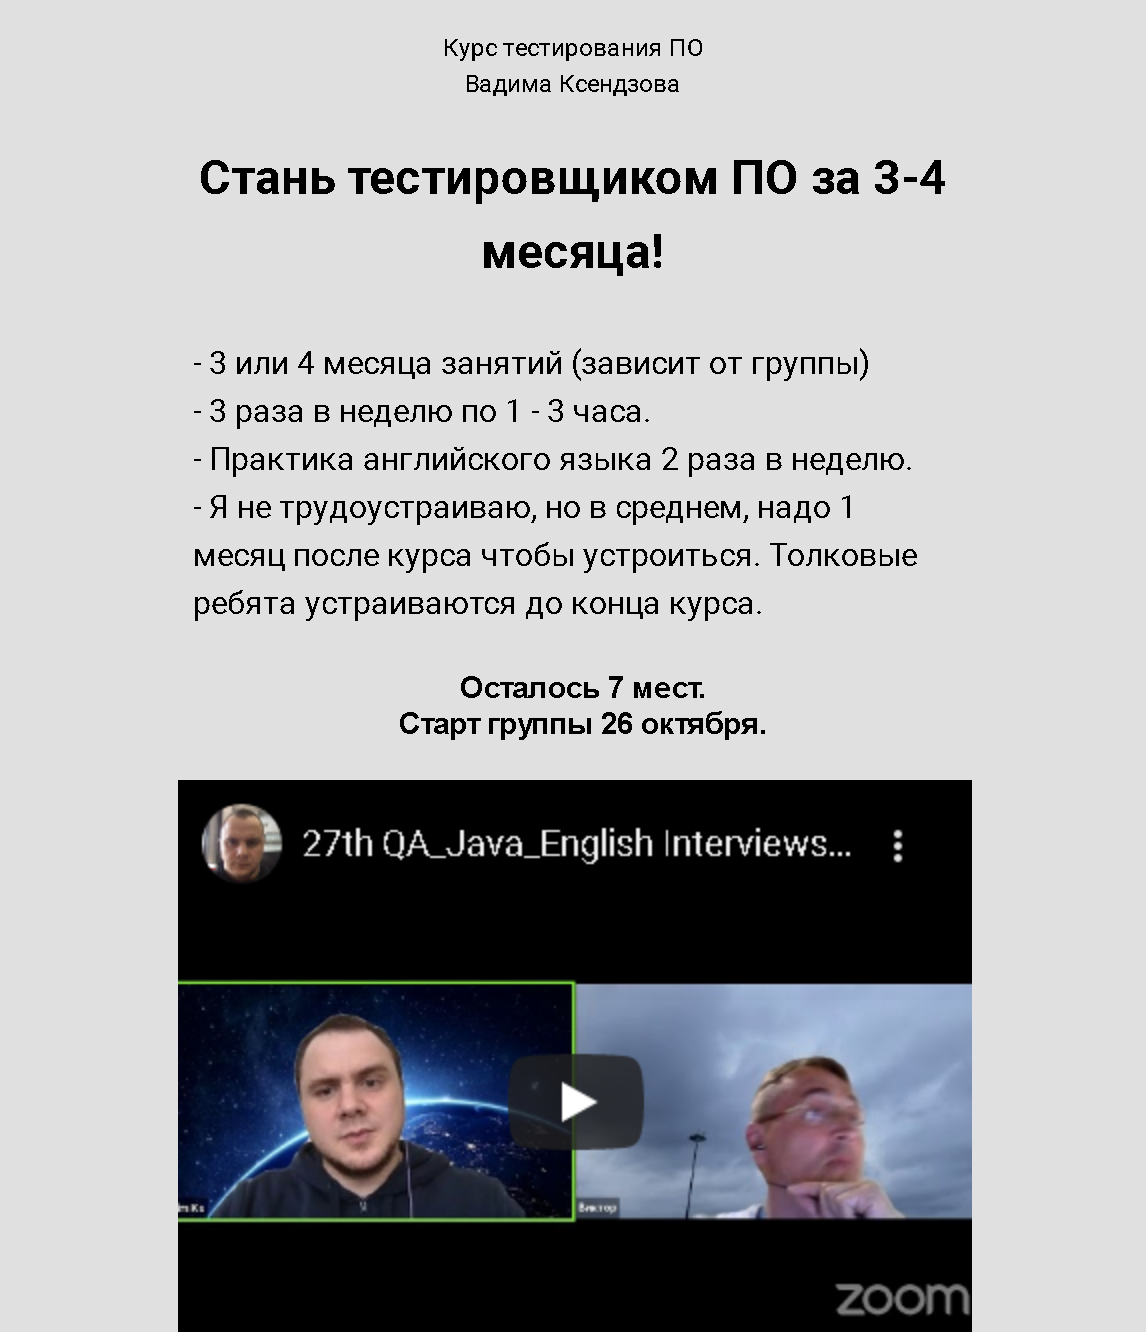 Курс тестирования ПО
Вадима Ксендзова
Стань тестировщиком ПО за 3-4
месяца!
- 3 или 4 месяца занятий (зависит от группы)
- 3 раза в неделю по 1 - 3 часа.
- Практика английского языка 2 раза в неделю.
- Я не трудоустраиваю, но в среднем, надо 1
месяц после курса чтобы устроиться. Толковые
ребята устраиваются до конца курса.
Осталось 7 мест.
Старт группы 26 октября.
27th QA_Java_English Interviews...
Виктор
zoom